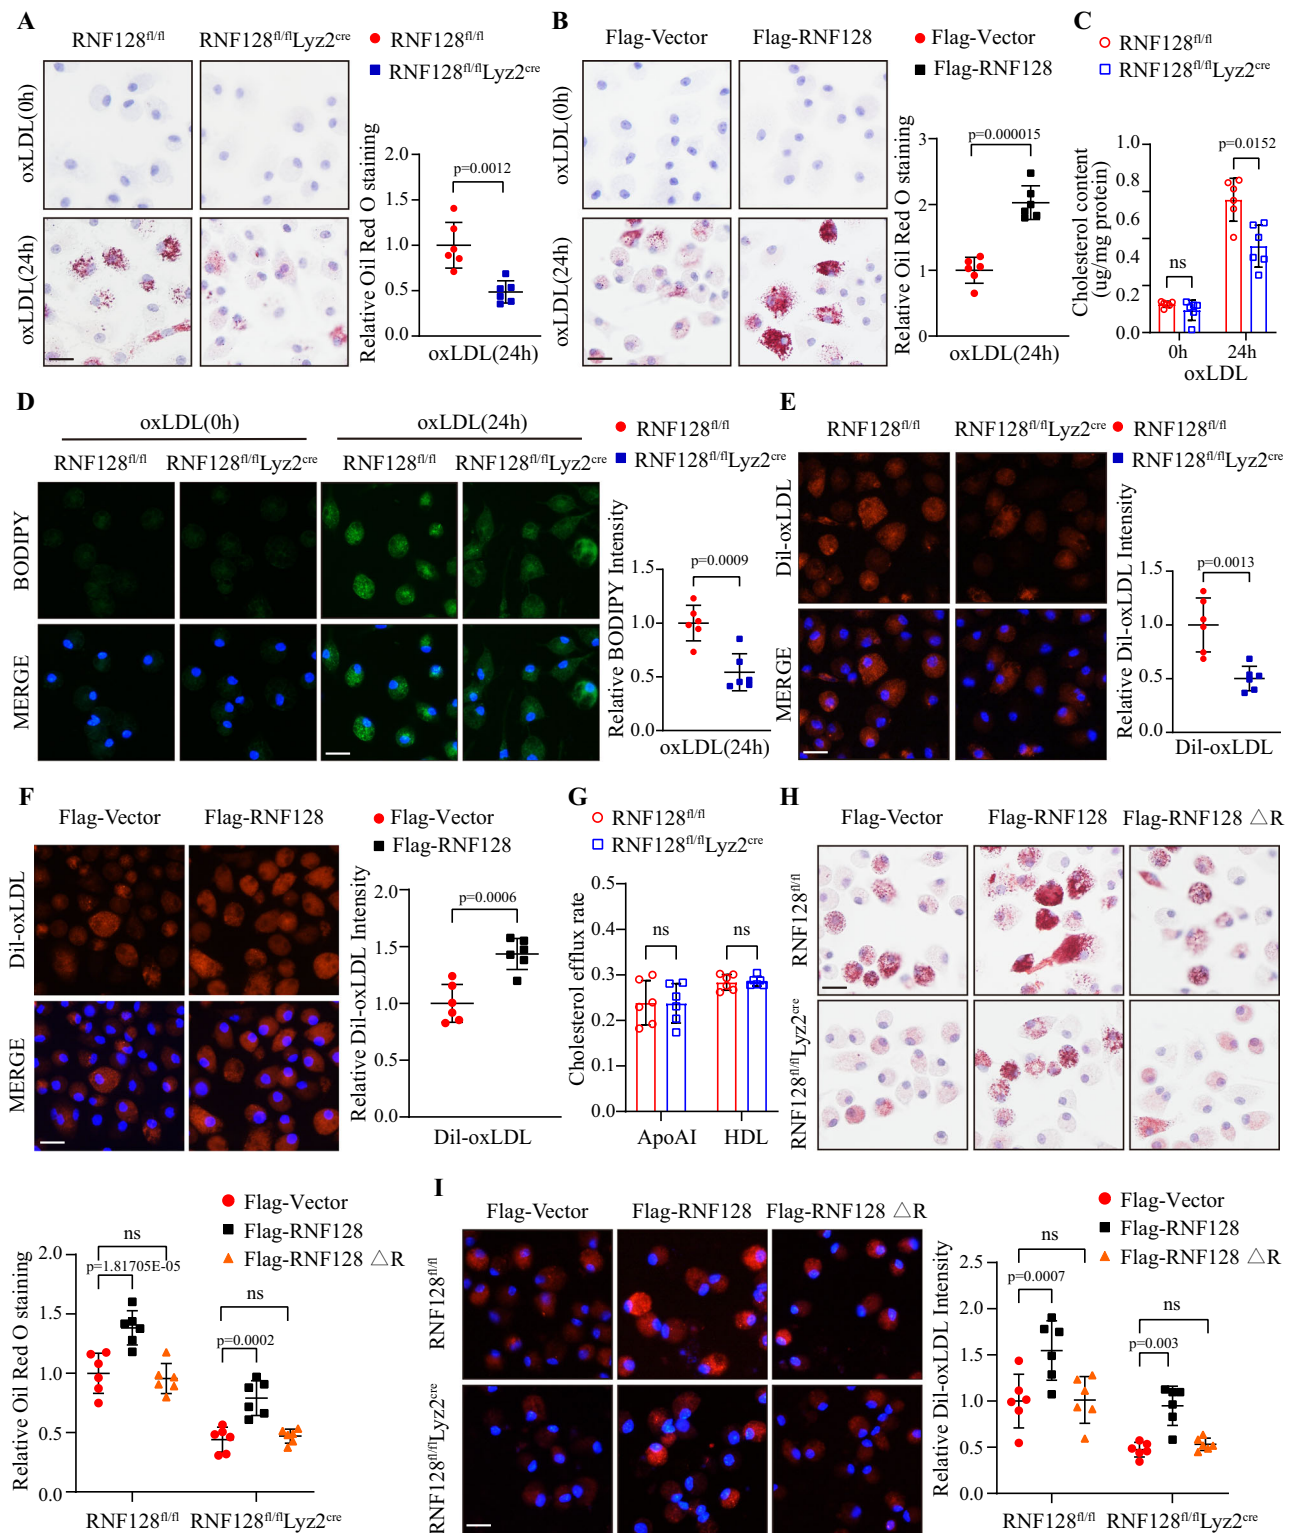 A
RNF128fl/fl
RNF128fl/flLyz2cre
RNF128fl/fl
RNF128fl/flLyz2cre
oxLDL(0h)
oxLDL(24h)
Relative Oil Red O staining
2.0
1.5
1.0
0.5
0.0
p=0.0012
oxLDL(24h)
B
Flag-Vector
Flag-RNF128
Flag-Vector
Flag-RNF128
oxLDL(0h)
oxLDL(24h)
Relative Oil Red O staining
3
2
1
0
p=0.000015
oxLDL(24h)
C
RNF128fl/fl
RNF128fl/flLyz2cre
Cholesterol content
(ug/mg protein)
1.0
0.8
0.6
0.4
0.2
0.0
ns
p=0.0152
0h
24h
oxLDL
D
oxLDL(0h)
oxLDL(24h)
RNF128fl/fl
RNF128fl/flLyz2cre
RNF128fl/fl
RNF128fl/flLyz2cre
RNF128fl/fl
RNF128fl/flLyz2cre
BODIPY
MERGE
Relative BODIPY Intensity
1.5
1.0
0.5
0.0
p=0.0009
oxLDL(24h)
E
RNF128fl/fl
RNF128fl/flLyz2cre
RNF128fl/fl
RNF128fl/flLyz2cre
Dil-oxLDL
MERGE
Relative Dil-oxLDL Intensity
1.5
1.0
0.5
0.0
p=0.0013
Dil-oxLDL
F
Flag-Vector
Flag-RNF128
Flag-Vector
Flag-RNF128
Dil-oxLDL
MERGE
Relative Dil-oxLDL Intensity
2.0
1.5
1.0
0.5
0.0
p=0.0006
Dil-oxLDL
G
RNF128fl/fl
RNF128fl/flLyz2cre
Cholesterol efflux rate
0.5
0.4
0.3
0.2
0.1
0.0
ns
ns
ApoAI
HDL
H
Flag-Vector
Flag-RNF128
Flag-RNF128 △R
RNF128fl/fl
RNF128fl/flLyz2cre
Flag-Vector
Flag-RNF128
Flag-RNF128 △R
Relative Oil Red O staining
2.0
1.5
1.0
0.5
0.0
ns
p=1.81705E-05
ns
p=0.0002
RNF128fl/fl
RNF128fl/flLyz2cre
I
Flag-Vector
Flag-RNF128
Flag-RNF128 △R
RNF128fl/fl
RNF128fl/flLyz2cre
Flag-Vector
Flag-RNF128
Flag-RNF128 △R
Relative Dil-oxLDL Intensity
2.5
2.0
1.5
1.0
0.5
0.0
ns
p=0.0007
ns
p=0.003
RNF128fl/fl
RNF128fl/flLyz2cre